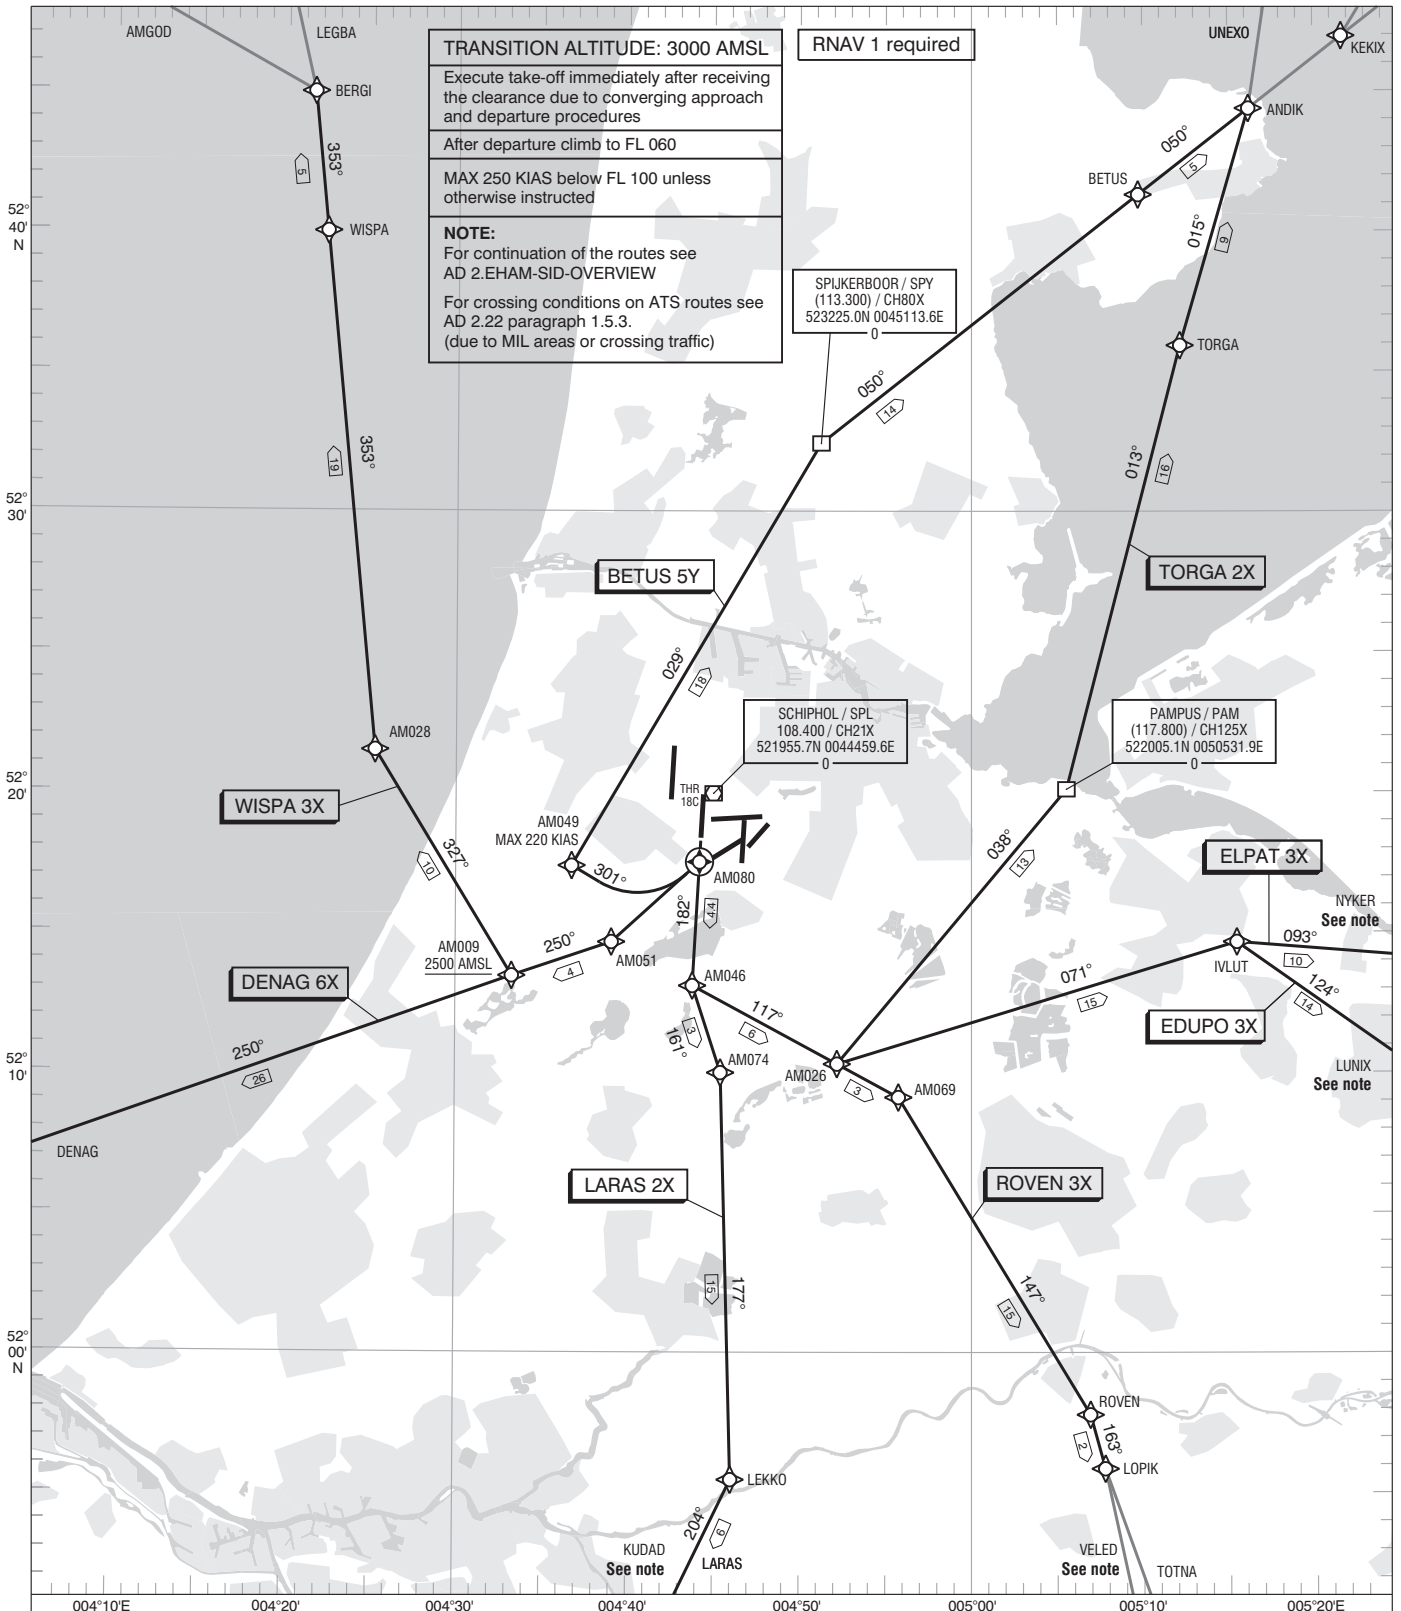 AMGOD
LEGBA
BERGI
353°
5
WISPA
353°
19
AM028
WISPA 3X
327°
10
TRANSITION ALTITUDE: 3000 AMSL
Execute take-off immediately after receiving
the clearance due to converging approach
and departure procedures
After departure climb to FL 060
MAX 250 KIAS below FL 100 unless
otherwise instructed
NOTE:
For continuation of the routes see
AD 2.EHAM-SID-OVERVIEW
For crossing conditions on ATS routes see
AD 2.22 paragraph 1.5.3.
(due to MIL areas or crossing traffic)
RNAV 1 required
UNEXO
KEKIX
ANDIK
050°
5
BETUS
015°
9
TORGA
SPIJKERBOOR / SPY
(113.300) / CH80X
523225.0N 0045113.6E
0
050°
14
013°
16
TORGA 2X
BETUS 5Y
029°
18
SCHIPHOL / SPL
108.400 / CH21X
521955.7N 0044459.6E
0
PAMPUS / PAM
(117.800) / CH125X
522005.1N 0050531.9E
0
THR
18C
AM049
MAX 220 KIAS
301°
AM080
182°
4.4
038°
13
ELPAT 3X
NYKER
See note
093°
10
IVLUT
124°
14
EDUPO 3X
LUNIX
See note
071°
15
AM009
2500 AMSL
250°
4
AM051
DENAG 6X
250°
26
DENAG
AM046
117°
6
161°
3
AM074
AM026
3
AM069
LARAS 2X
177°
15
ROVEN 3X
147°
15
ROVEN
163°
2
LOPIK
LEKKO
204°
6
KUDAD
See note
LARAS
VELED
See note
TOTNA
52°
40'
N
52°
30'
52°
20'
52°
10'
52°
00'
N
004°10'E
004°20'
004°30'
004°40'
004°50'
005°00'
005°10'
005°20'E